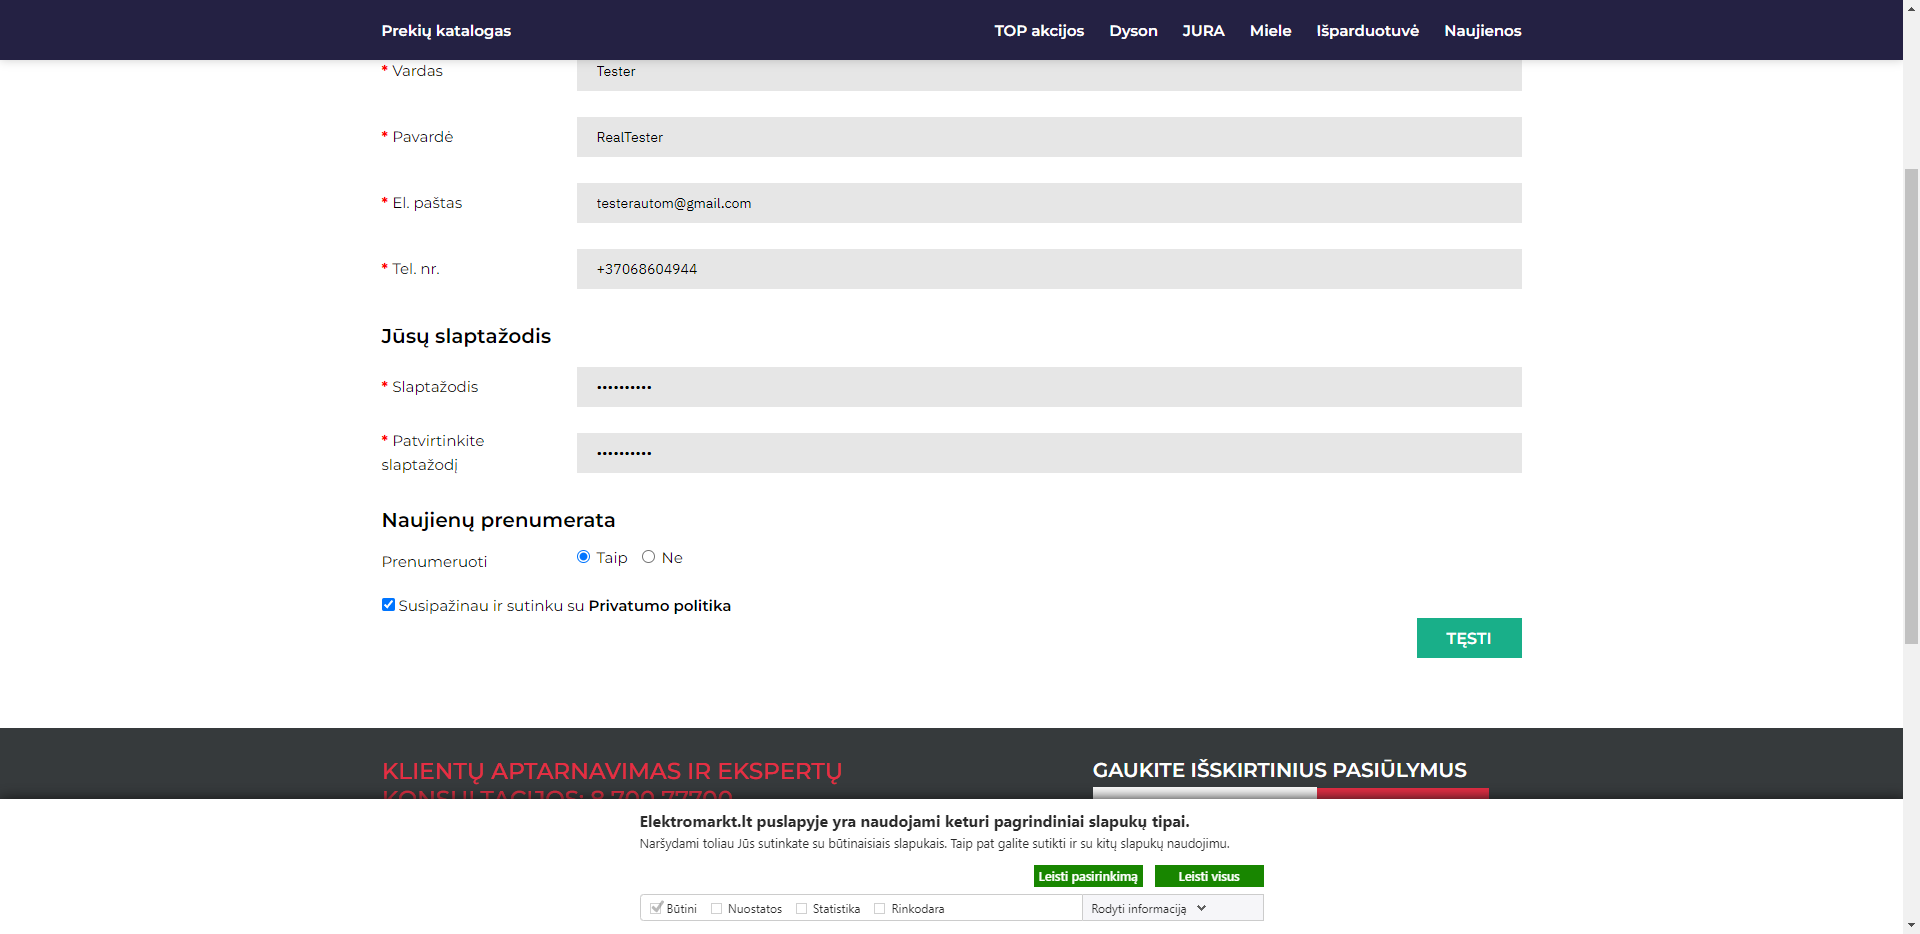 Prekių katalogas
TOP akcijos Dyson JURA Miele Išparduotuvė Naujienos
* Vardas Tester
* Pavardė RealTester
* El. paštas testerautom@gmail.com
* Tel. nr. +37068604944
Jūsų slaptažodis
* Slaptažodis ••••••••••
* Patvirtinkite
slaptažodį ••••••••••
Naujienų prenumerata
Prenumeruoti Taip Ne
Susipažinau ir sutinku su Privatumo politika
TĘSTI
KLIENTŲ APTARNAVIMAS IR EKSPERTŲ
KONSULTACIJOS: 8 700 77700
GAUKITE IŠSKIRTINIUS PASIŪLYMUS
Elektromarkt.lt puslapyje yra naudojami keturi pagrindiniai slapukų tipai.
Naršydami toliau Jūs sutinkate su būtinaisiais slapukais. Taip pat galite sutikti ir su kitų slapukų naudojimu.
Leisti pasirinkimą Leisti visus
Būtini Nuostatos Statistika Rinkodara Rodyti informaciją